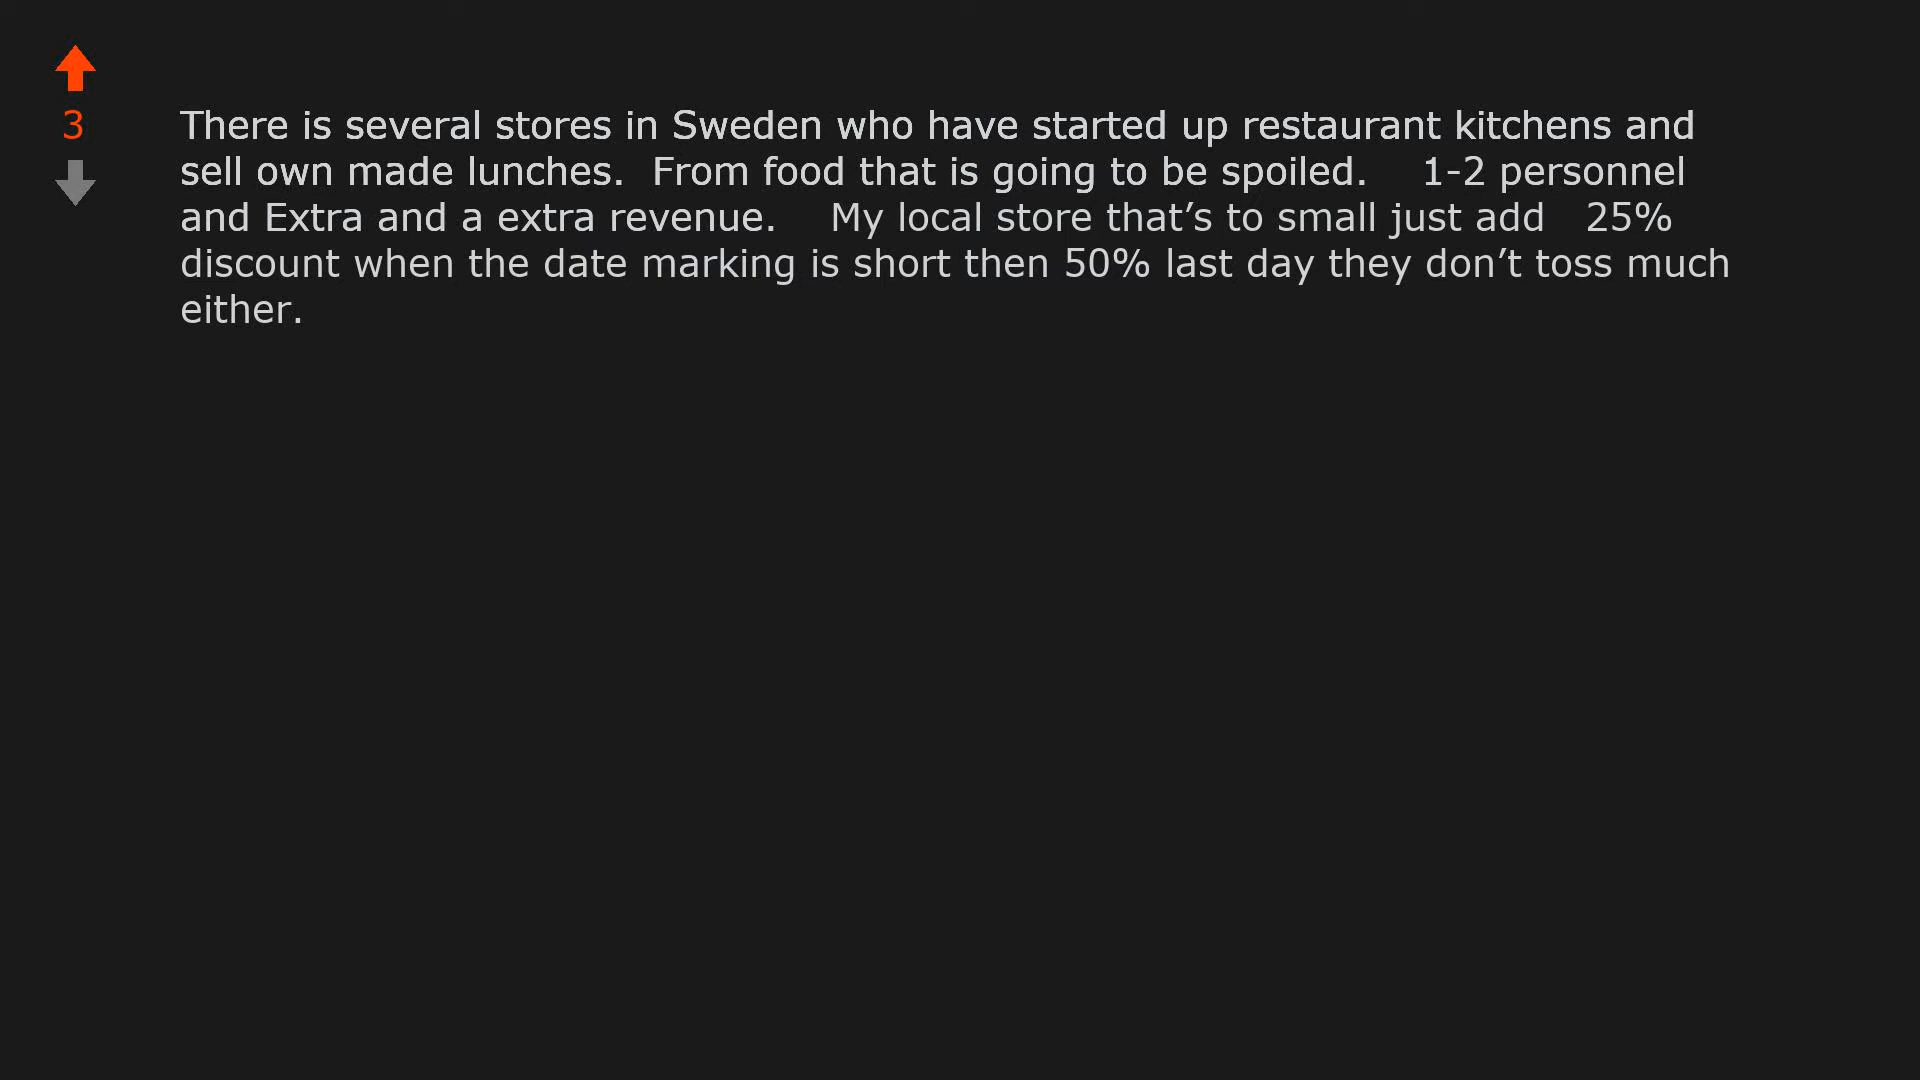 3
There is several stores in Sweden who have started up restaurant kitchens and
sell own made lunches.  From food that is going to be spoiled.    1-2 personnel
and Extra and a extra revenue.    My local store that’s to small just add   25%
discount when the date marking is short then 50% last day they don’t toss much
either.